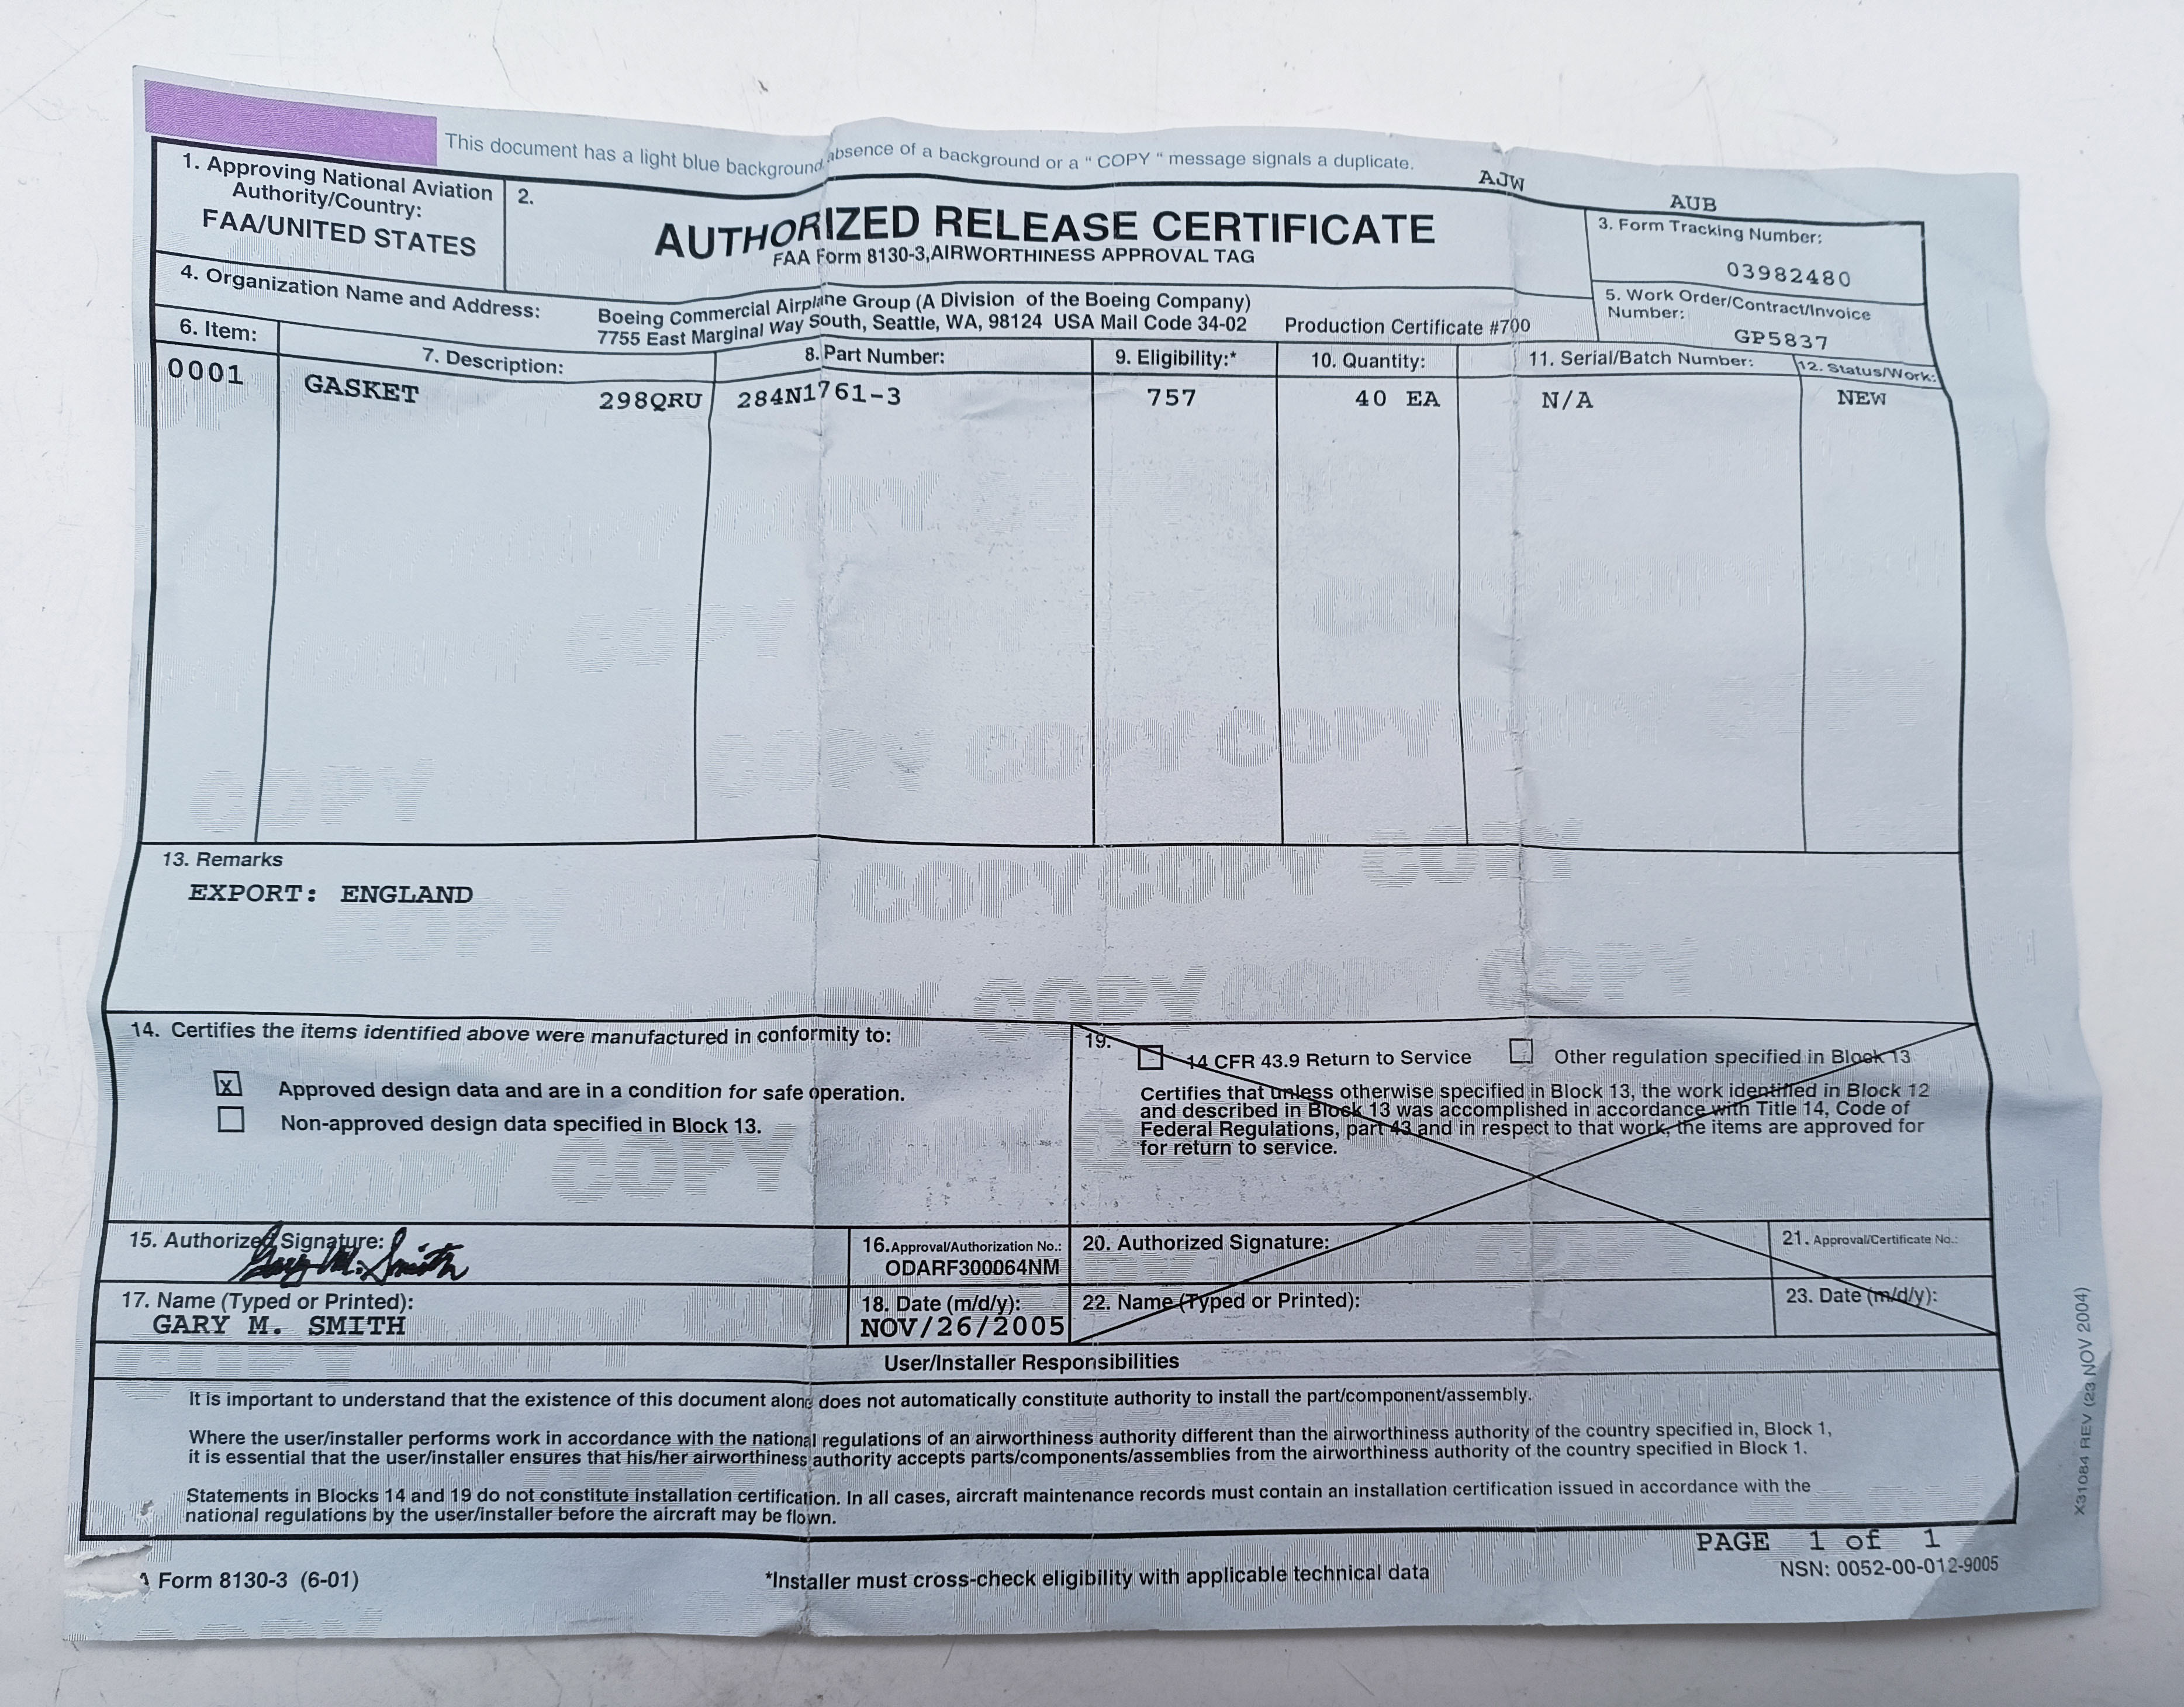 This document has a light blue background, absence of a background or a " COPY " message signals a duplicate.
AJW
AUB
1. Approving National Aviation
Authority/Country:
FAA/UNITED STATES
2.
AUTHORIZED RELEASE CERTIFICATE
FAA Form 8130-3,AIRWORTHINESS APPROVAL TAG
3. Form Tracking Number:
03982480
4. Organization Name and Address:
Boeing Commercial Airplane Group (A Division of the Boeing Company)
7755 East Marginal Way South, Seattle, WA, 98124 USA Mail Code 34-02
Production Certificate #700
5. Work Order/Contract/Invoice
Number:
GP5837
6. Item:
7. Description:
8. Part Number:
9. Eligibility:*
10. Quantity:
11. Serial/Batch Number:
12. Status/Work:
0001 GASKET 298QRU 284N1761-3 757 40 EA N/A NEW
COPY
COPY
COPY COPY COPY
COPY
13. Remarks
EXPORT: ENGLAND
COPY COPY COPY
COPY
COPY COPY COPY COPY
14. Certifies the items identified above were manufactured in conformity to:
x Approved design data and are in a condition for safe operation.
Non-approved design data specified in Block 13.
COPY COPY
19.
14 CFR 43.9 Return to Service
Other regulation specified in Block 13
Certifies that unless otherwise specified in Block 13, the work identified in Block 12
and described in Block 13 was accomplished in accordance with Title 14, Code of
Federal Regulations, part 43 and in respect to that work, the items are approved for
for return to service.
15. Authorized Signature:
Gary M. Smith
16.Approval/Authorization No.:
ODARF300064NM
20. Authorized Signature:
21. Approval/Certificate No.:
17. Name (Typed or Printed):
GARY M. SMITH
18. Date (m/d/y):
NOV/26/2005
22. Name (Typed or Printed):
23. Date (m/d/y):
User/Installer Responsibilities
It is important to understand that the existence of this document alone does not automatically constitute authority to install the part/component/assembly.
Where the user/installer performs work in accordance with the national regulations of an airworthiness authority different than the airworthiness authority of the country specified in, Block 1,
it is essential that the user/installer ensures that his/her airworthiness authority accepts parts/components/assemblies from the airworthiness authority of the country specified in Block 1.
Statements in Blocks 14 and 19 do not constitute installation certification. In all cases, aircraft maintenance records must contain an installation certification issued in accordance with the
national regulations by the user/installer before the aircraft may be flown.
PAGE 1 of 1
A Form 8130-3 (6-01)
*Installer must cross-check eligibility with applicable technical data
NSN: 0052-00-012-9005
X31084 REV (23 NOV 2004)